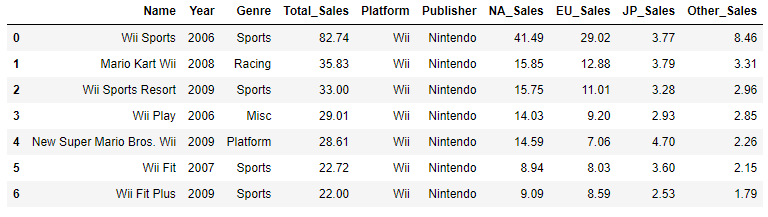 Name Year Genre Total_Sales Platform Publisher NA_Sales EU_Sales JP_Sales Other_Sales
0 Wii Sports 2006 Sports 82.74 Wii Nintendo 41.49 29.02 3.77 8.46
1 Mario Kart Wii 2008 Racing 35.83 Wii Nintendo 15.85 12.88 3.79 3.31
2 Wii Sports Resort 2009 Sports 33.00 Wii Nintendo 15.75 11.01 3.28 2.96
3 Wii Play 2006 Misc 29.01 Wii Nintendo 14.03 9.20 2.93 2.85
4 New Super Mario Bros. Wii 2009 Platform 28.61 Wii Nintendo 14.59 7.06 4.70 2.26
5 Wii Fit 2007 Sports 22.72 Wii Nintendo 8.94 8.03 3.60 2.15
6 Wii Fit Plus 2009 Sports 22.00 Wii Nintendo 9.09 8.59 2.53 1.79